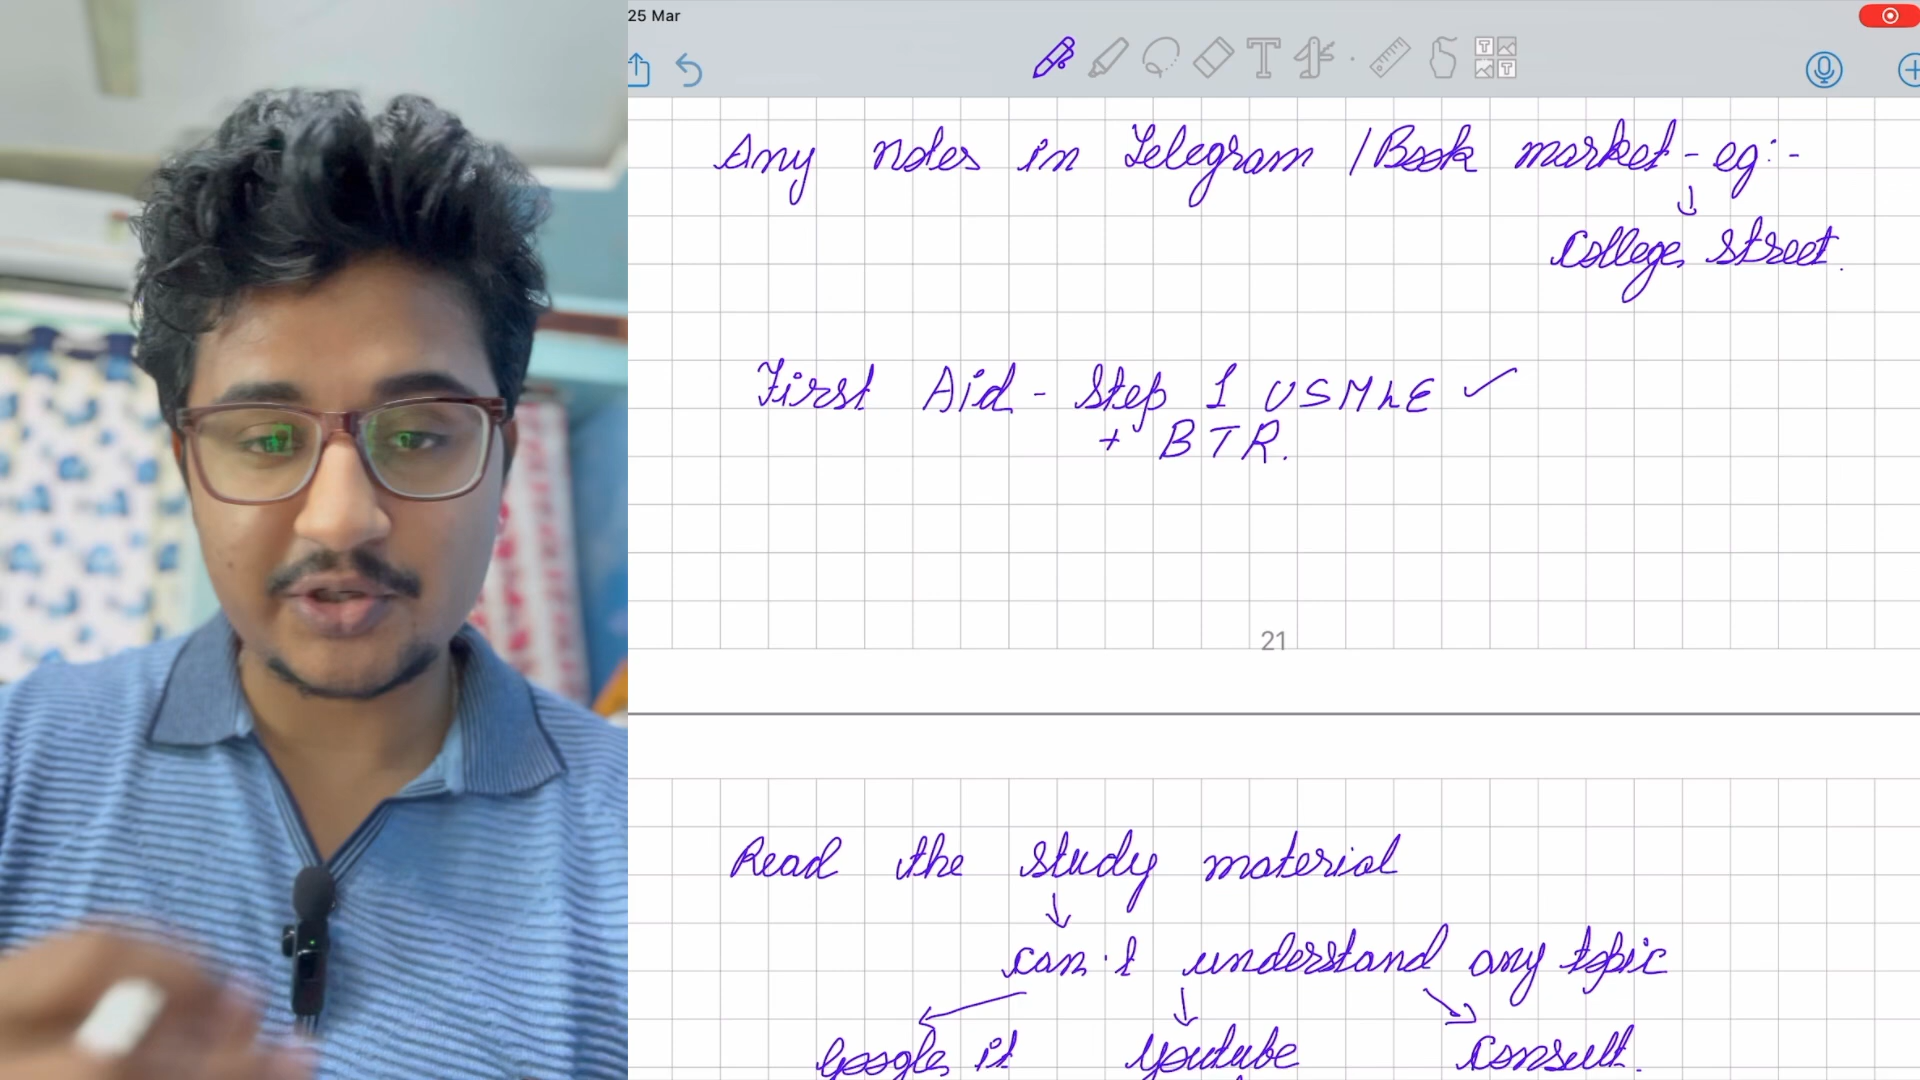 25 Mar
Any notes in Telegram / Book market - eg:-
↓
College Street.
First Aid - Step 1 USMLE ✓
+ BTR.
21
Read the study material
↓
can't understand any topic
Google it Youtube Consult.